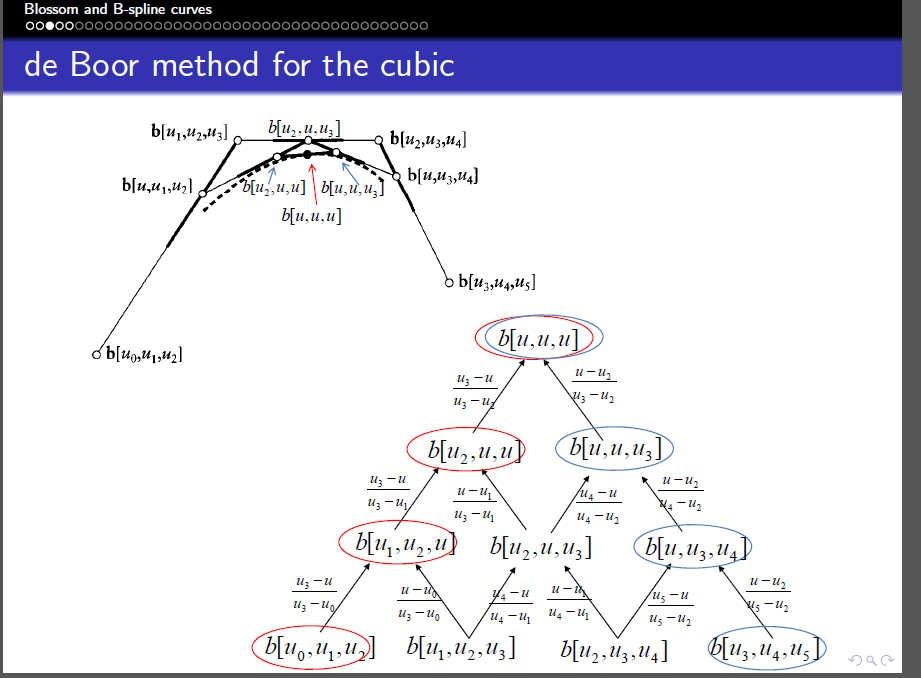 Blossom and B-spline curves
de Boor method for the cubic
b[u₁,u₂,u₃]
b[u₂,u,u₃]
b[u₂,u₃,u₄]
b[u,u₁,u₂]
b[u₂,u,u]
b[u,u,u₃]
b[u,u₃,u₄]
b[u,u,u]
b[u₃,u₄,u₅]
b[u₀,u₁,u₂]
b[u,u,u]
u₃ − u / u₃ − u₂
u − u₂ / u₃ − u₂
b[u₂,u,u]
b[u,u,u₃]
u₃ − u / u₃ − u₁
u − u₁ / u₃ − u₁
u₄ − u / u₄ − u₂
u − u₂ / u₄ − u₂
b[u₁,u₂,u]
b[u₂,u,u₃]
b[u,u₃,u₄]
u₃ − u / u₃ − u₀
u − u₀ / u₃ − u₀
u₄ − u / u₄ − u₁
u − u₁ / u₄ − u₁
u₅ − u / u₅ − u₂
u − u₂ / u₅ − u₂
b[u₀,u₁,u₂]
b[u₁,u₂,u₃]
b[u₂,u₃,u₄]
b[u₃,u₄,u₅]